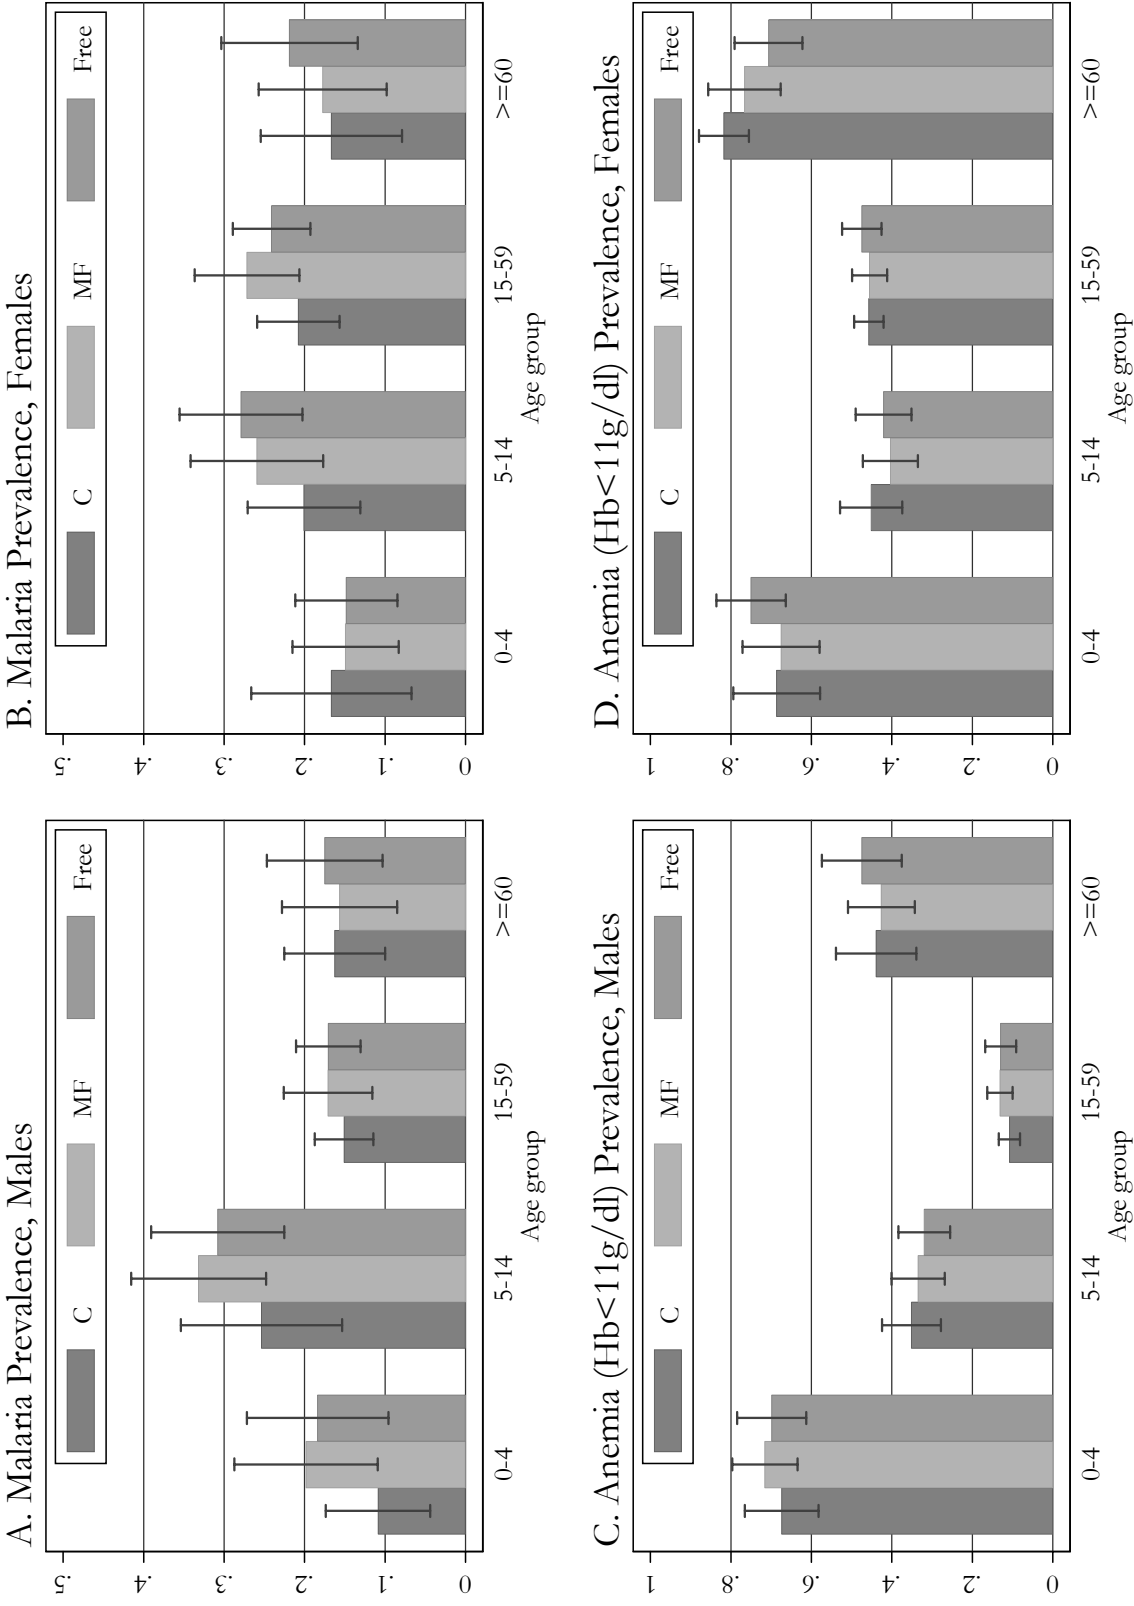 A. Malaria Prevalence, Males
.5
.4
.3
.2
.1
0
C MF Free
0-4 5-14 15-59 >=60
Age group
B. Malaria Prevalence, Females
.5
.4
.3
.2
.1
0
C MF Free
0-4 5-14 15-59 >=60
Age group
C. Anemia (Hb<11g/dl) Prevalence, Males
1
.8
.6
.4
.2
0
C MF Free
0-4 5-14 15-59 >=60
Age group
D. Anemia (Hb<11g/dl) Prevalence, Females
1
.8
.6
.4
.2
0
C MF Free
0-4 5-14 15-59 >=60
Age group